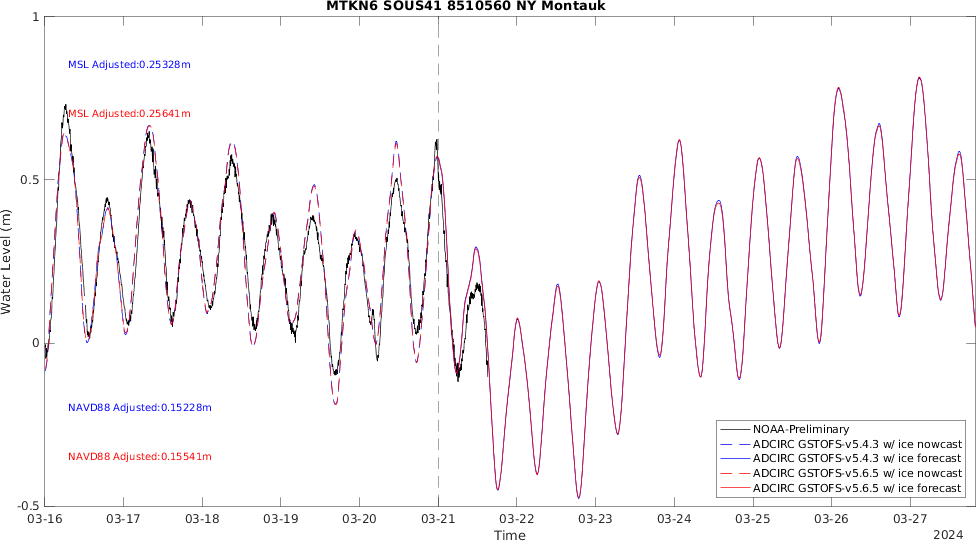 MTKN6 SOUS41 8510560 NY Montauk
1
MSL Adjusted:0.25328m
MSL Adjusted:0.25641m
0.5
Water Level (m)
0
NAVD88 Adjusted:0.15228m
NAVD88 Adjusted:0.15541m
NOAA-Preliminary
ADCIRC GSTOFS-v5.4.3 w/ ice nowcast
ADCIRC GSTOFS-v5.4.3 w/ ice forecast
ADCIRC GSTOFS-v5.6.5 w/ ice nowcast
ADCIRC GSTOFS-v5.6.5 w/ ice forecast
-0.5
03-16 03-17 03-18 03-19 03-20 03-21 03-22 03-23 03-24 03-25 03-26 03-27
Time
2024